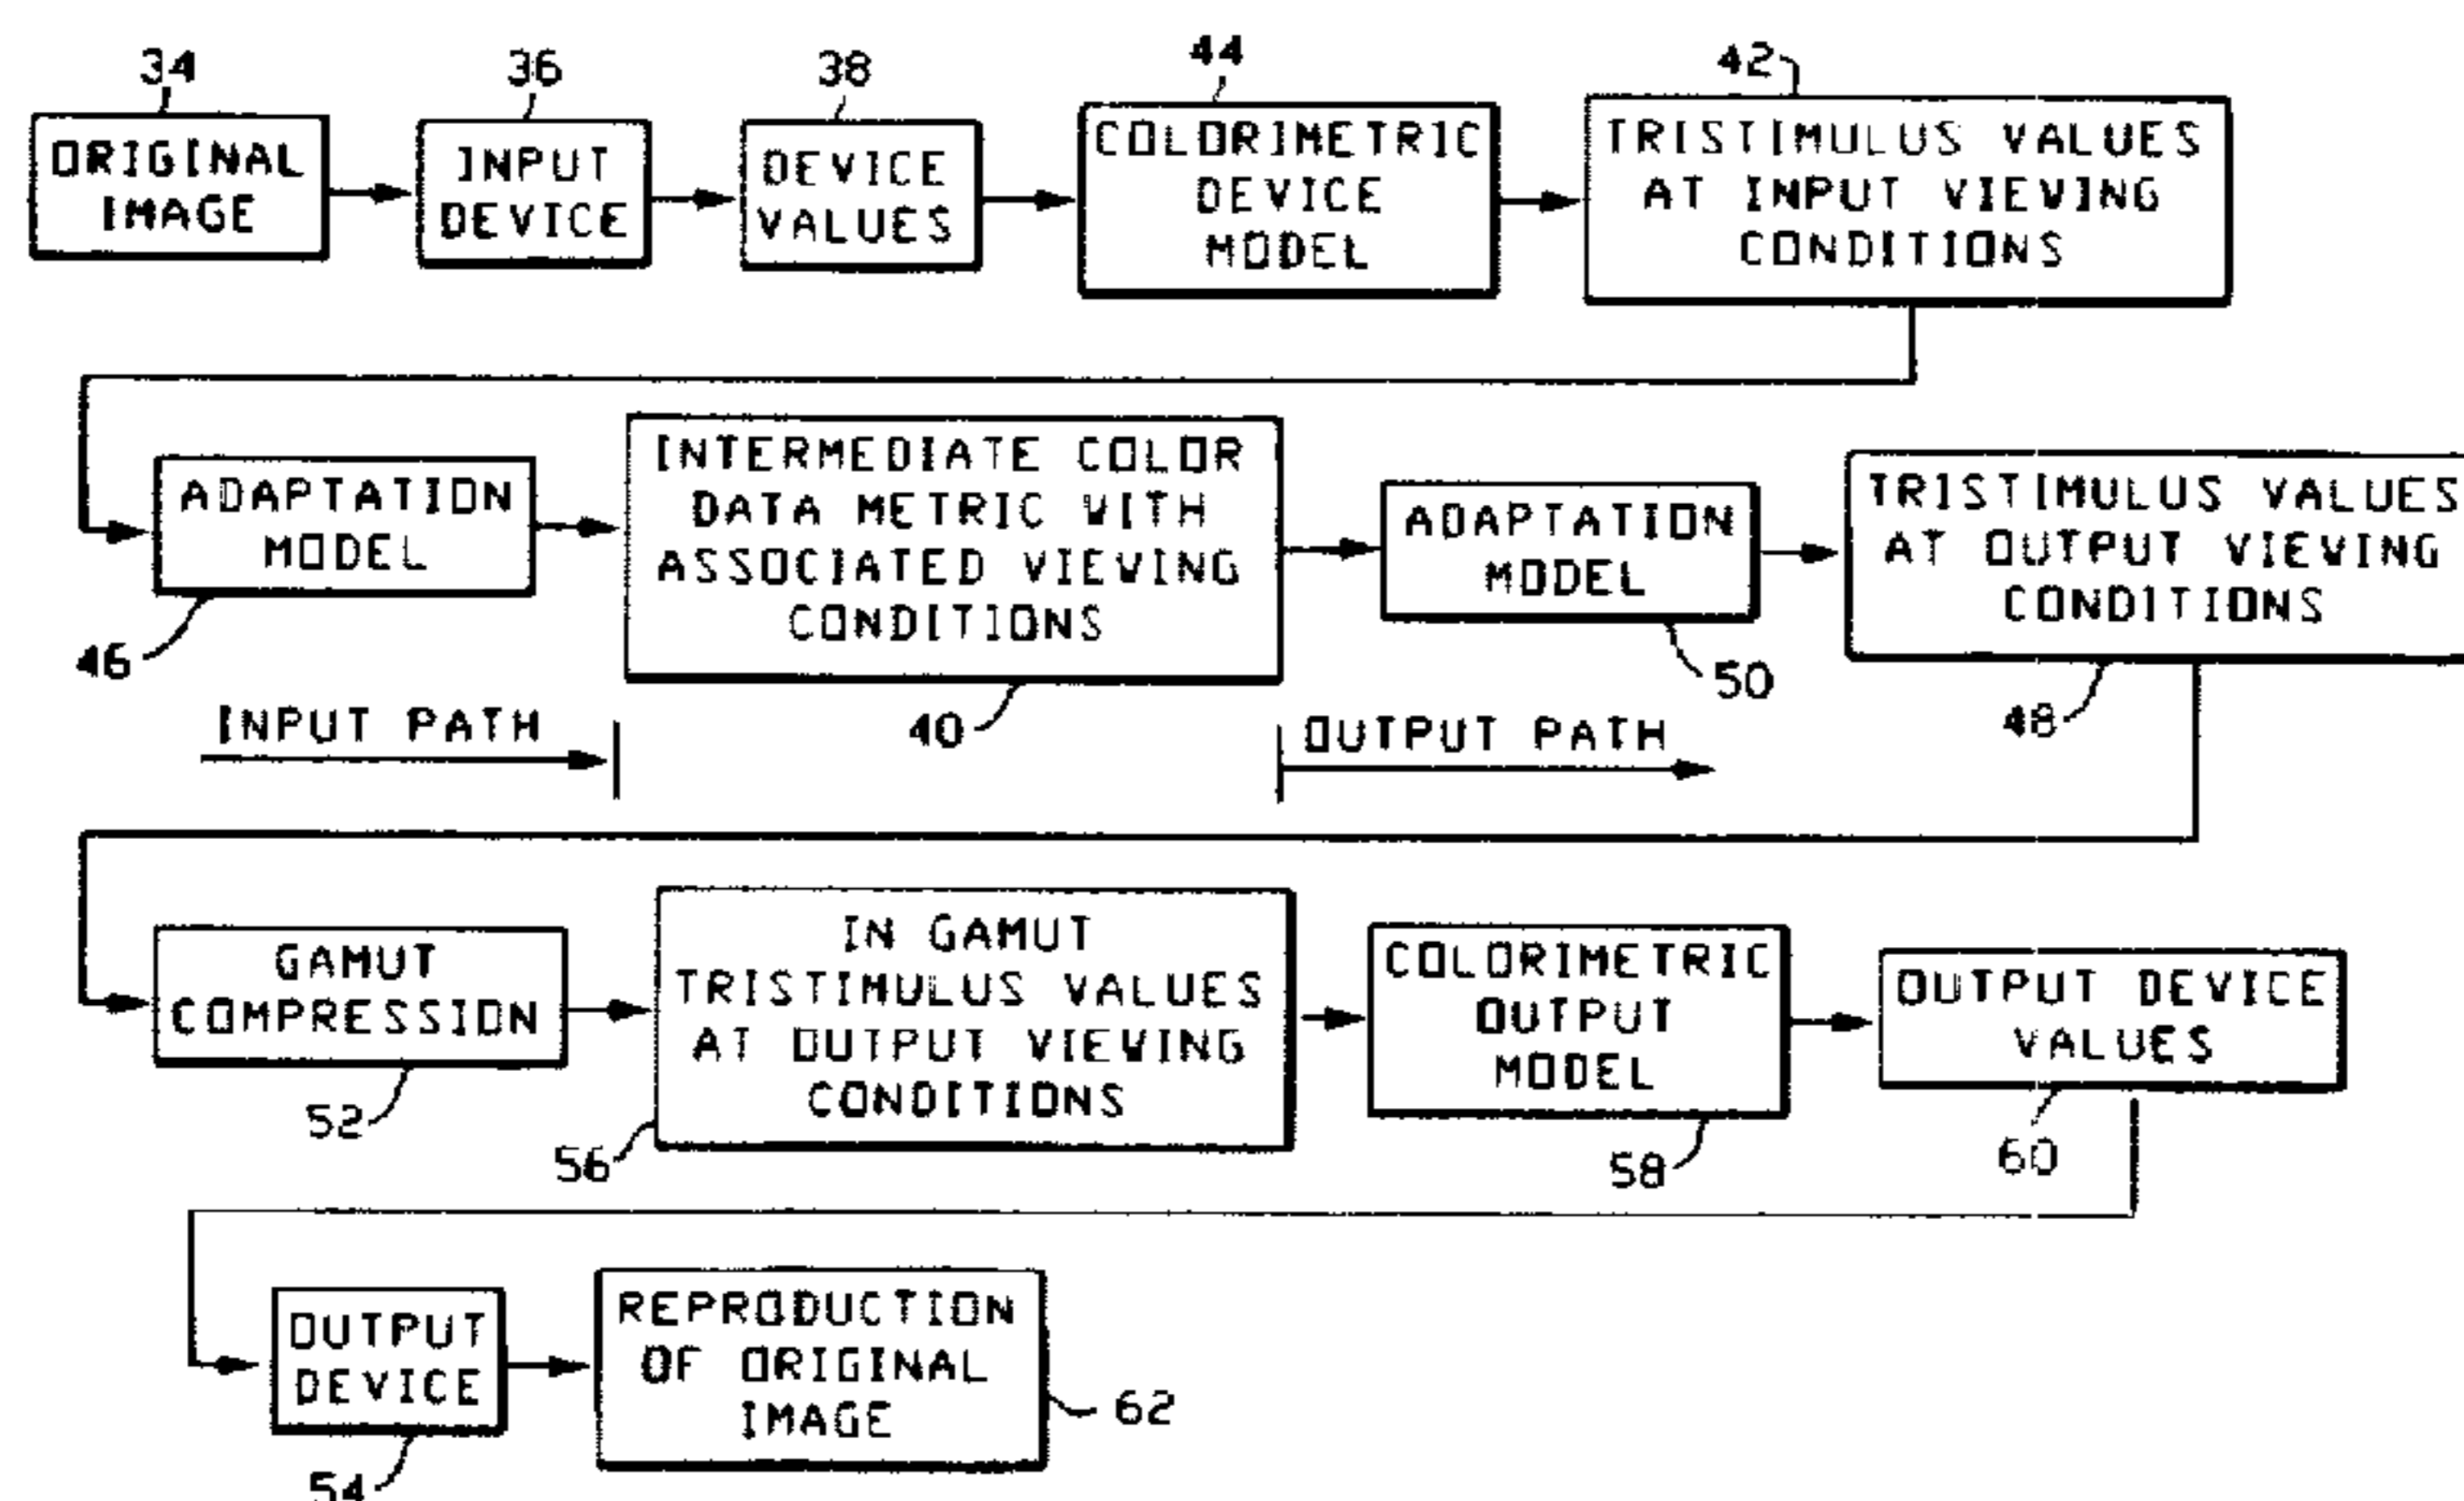 34
36
38
44
42
ORIGINAL
IMAGE
INPUT
DEVICE
DEVICE
VALUES
COLORIMETRIC
DEVICE
MODEL
TRISTIMULUS VALUES
AT INPUT VIEWING
CONDITIONS
ADAPTATION
MODEL
46
INTERMEDIATE COLOR
DATA METRIC WITH
ASSOCIATED VIEWING
CONDITIONS
40
ADAPTATION
MODEL
50
TRISTIMULUS VALUES
AT OUTPUT VIEWING
CONDITIONS
48
INPUT PATH
OUTPUT PATH
GAMUT
COMPRESSION
52
IN GAMUT
TRISTIMULUS VALUES
AT OUTPUT VIEWING
CONDITIONS
56
COLORIMETRIC
OUTPUT
MODEL
58
OUTPUT DEVICE
VALUES
60
OUTPUT
DEVICE
54
REPRODUCTION
OF ORIGINAL
IMAGE
62